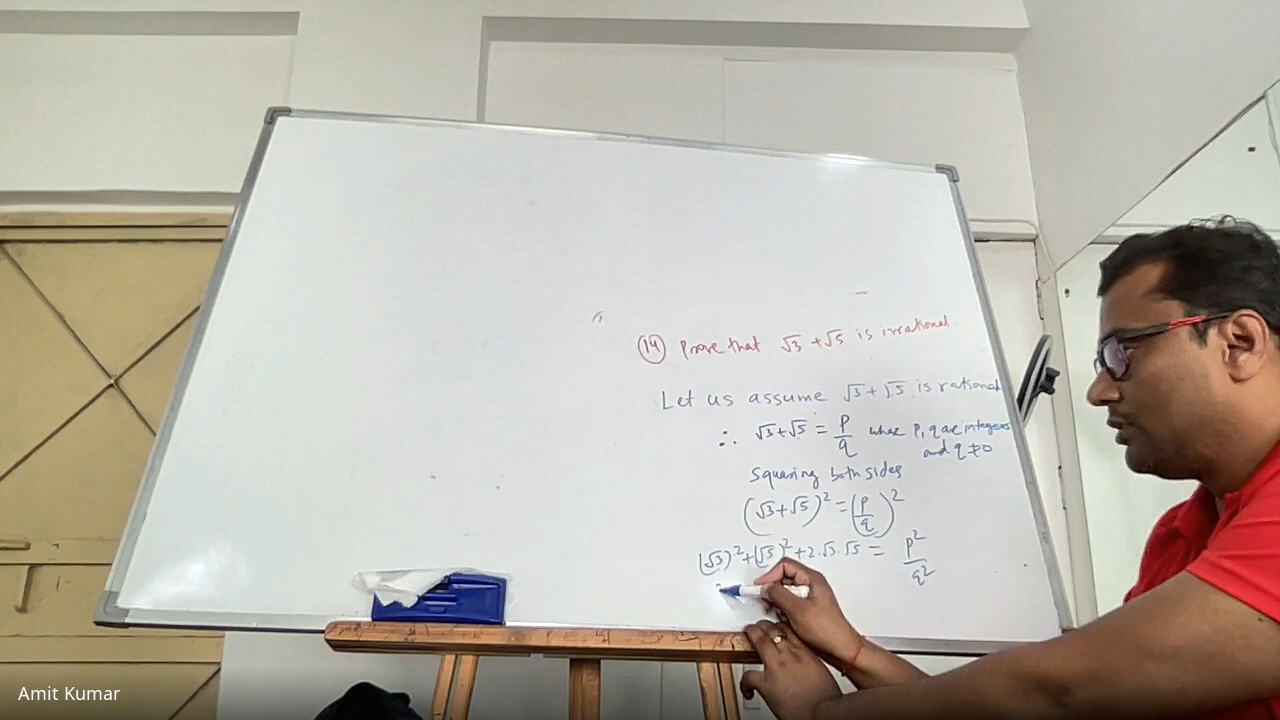 14 Prove that √3 + √5 is irrational
Let us assume √3 + √5 is rational
∴ √3 + √5 = p/q where p, q are integers
and q ≠ 0
Squaring both sides
(√3 + √5)² = (p/q)²
(√3)² + (√5)² + 2.√3.√5 = p²/q²
Amit Kumar